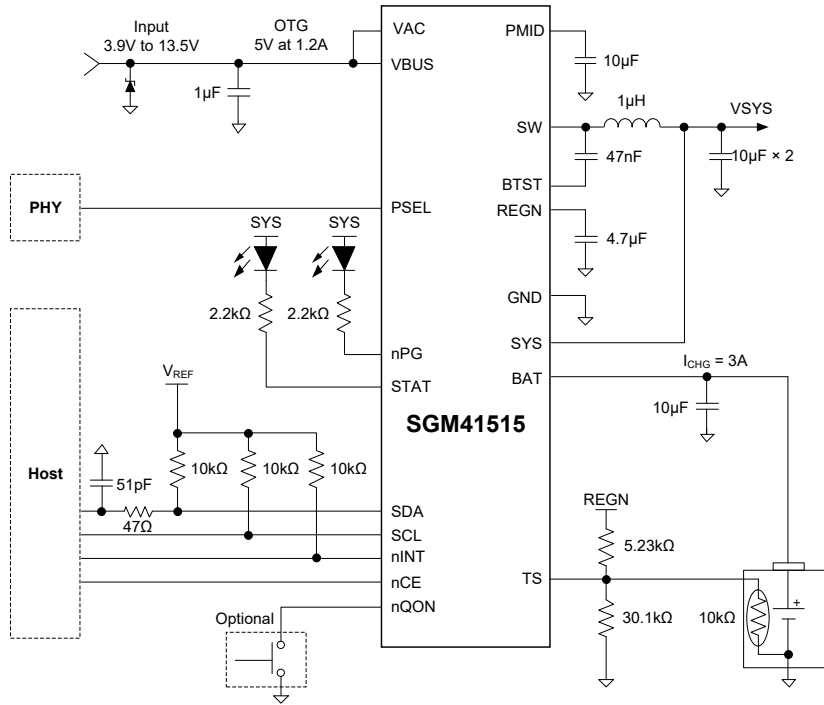 Input
3.9V to 13.5V
OTG
5V at 1.2A
1μF
VAC
VBUS
PMID
10μF
1μH
VSYS
SW
47nF
10μF × 2
BTST
REGN
4.7μF
PHY
PSEL
SYS
SYS
2.2kΩ
2.2kΩ
GND
SYS
nPG
STAT
BAT
I_CHG = 3A
10μF
SGM41515
V_REF
Host
51pF
10kΩ
10kΩ
10kΩ
47Ω
SDA
SCL
nINT
nCE
nQON
Optional
REGN
5.23kΩ
TS
30.1kΩ
10kΩ
+